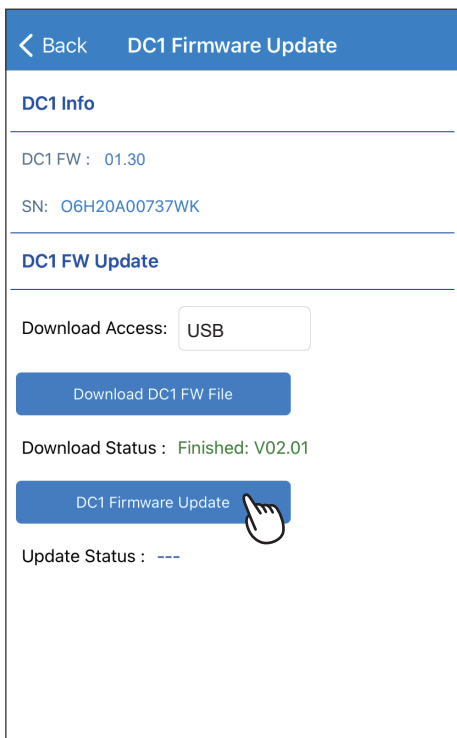 Back DC1 Firmware Update
DC1 Info
DC1 FW : 01.30
SN: O6H20A00737WK
DC1 FW Update
Download Access: USB
Download DC1 FW File
Download Status : Finished: V02.01
DC1 Firmware Update
Update Status : ---